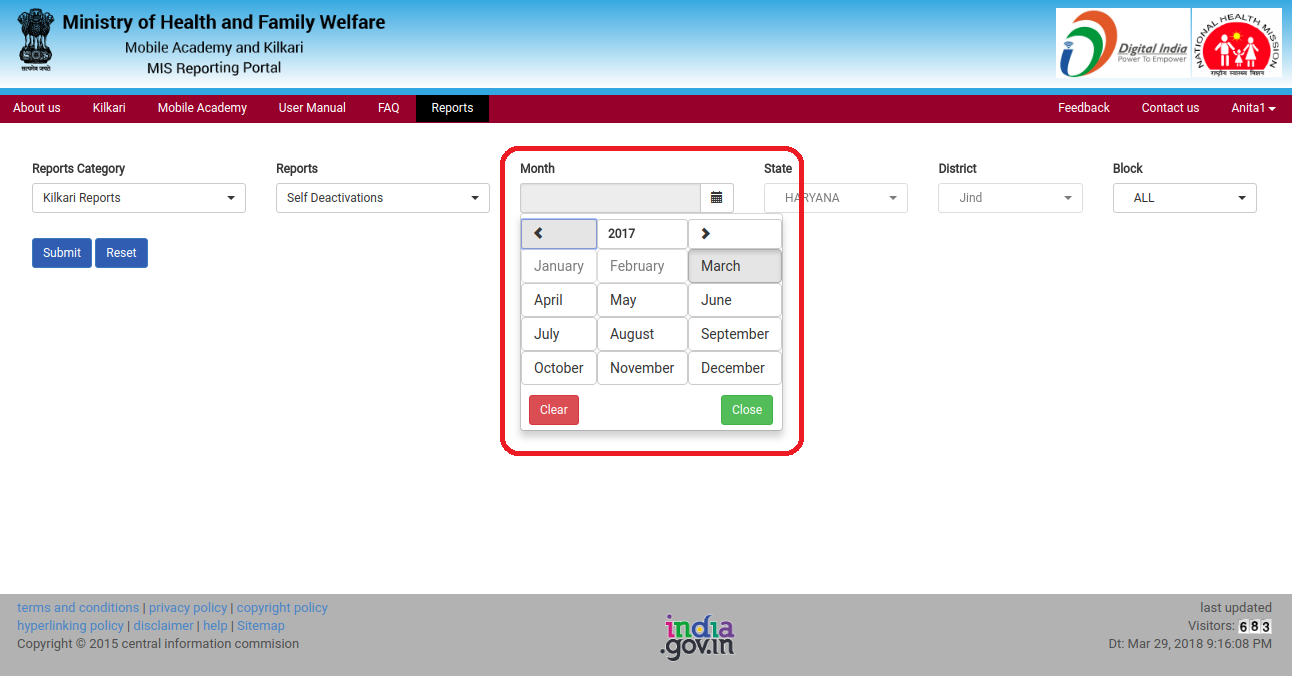 Ministry of Health and Family Welfare
Mobile Academy and Kilkari
MIS Reporting Portal
सत्यमेव जयते
Digital India
Power To Empower
NATIONAL HEALTH MISSION
राष्ट्रीय स्वास्थ्य मिशन
About us Kilkari Mobile Academy User Manual FAQ Reports Feedback Contact us Anita1
Reports Category Reports Month State District Block
Kilkari Reports Self Deactivations HARYANA Jind ALL
Submit Reset
2017
January February March
April May June
July August September
October November December
Clear Close
terms and conditions | privacy policy | copyright policy
hyperlinking policy | disclaimer | help | Sitemap
Copyright © 2015 central information commision
india
.gov.in
last updated
Visitors: 683
Dt: Mar 29, 2018 9:16:08 PM